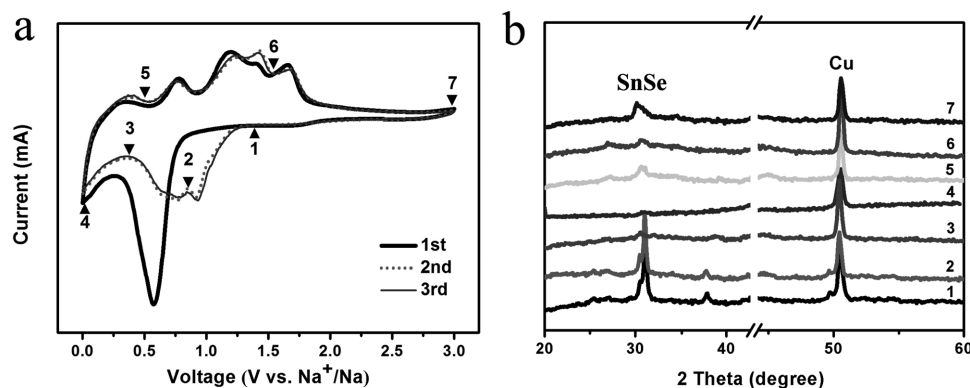 a
Current (mA)
1
2
3
4
5
6
7
1st
2nd
3rd
0.0 0.5 1.0 1.5 2.0 2.5 3.0
Voltage (V vs. Na⁺/Na)
b
SnSe
Cu
7
6
5
4
3
2
1
20 30 40 50 60
2 Theta (degree)